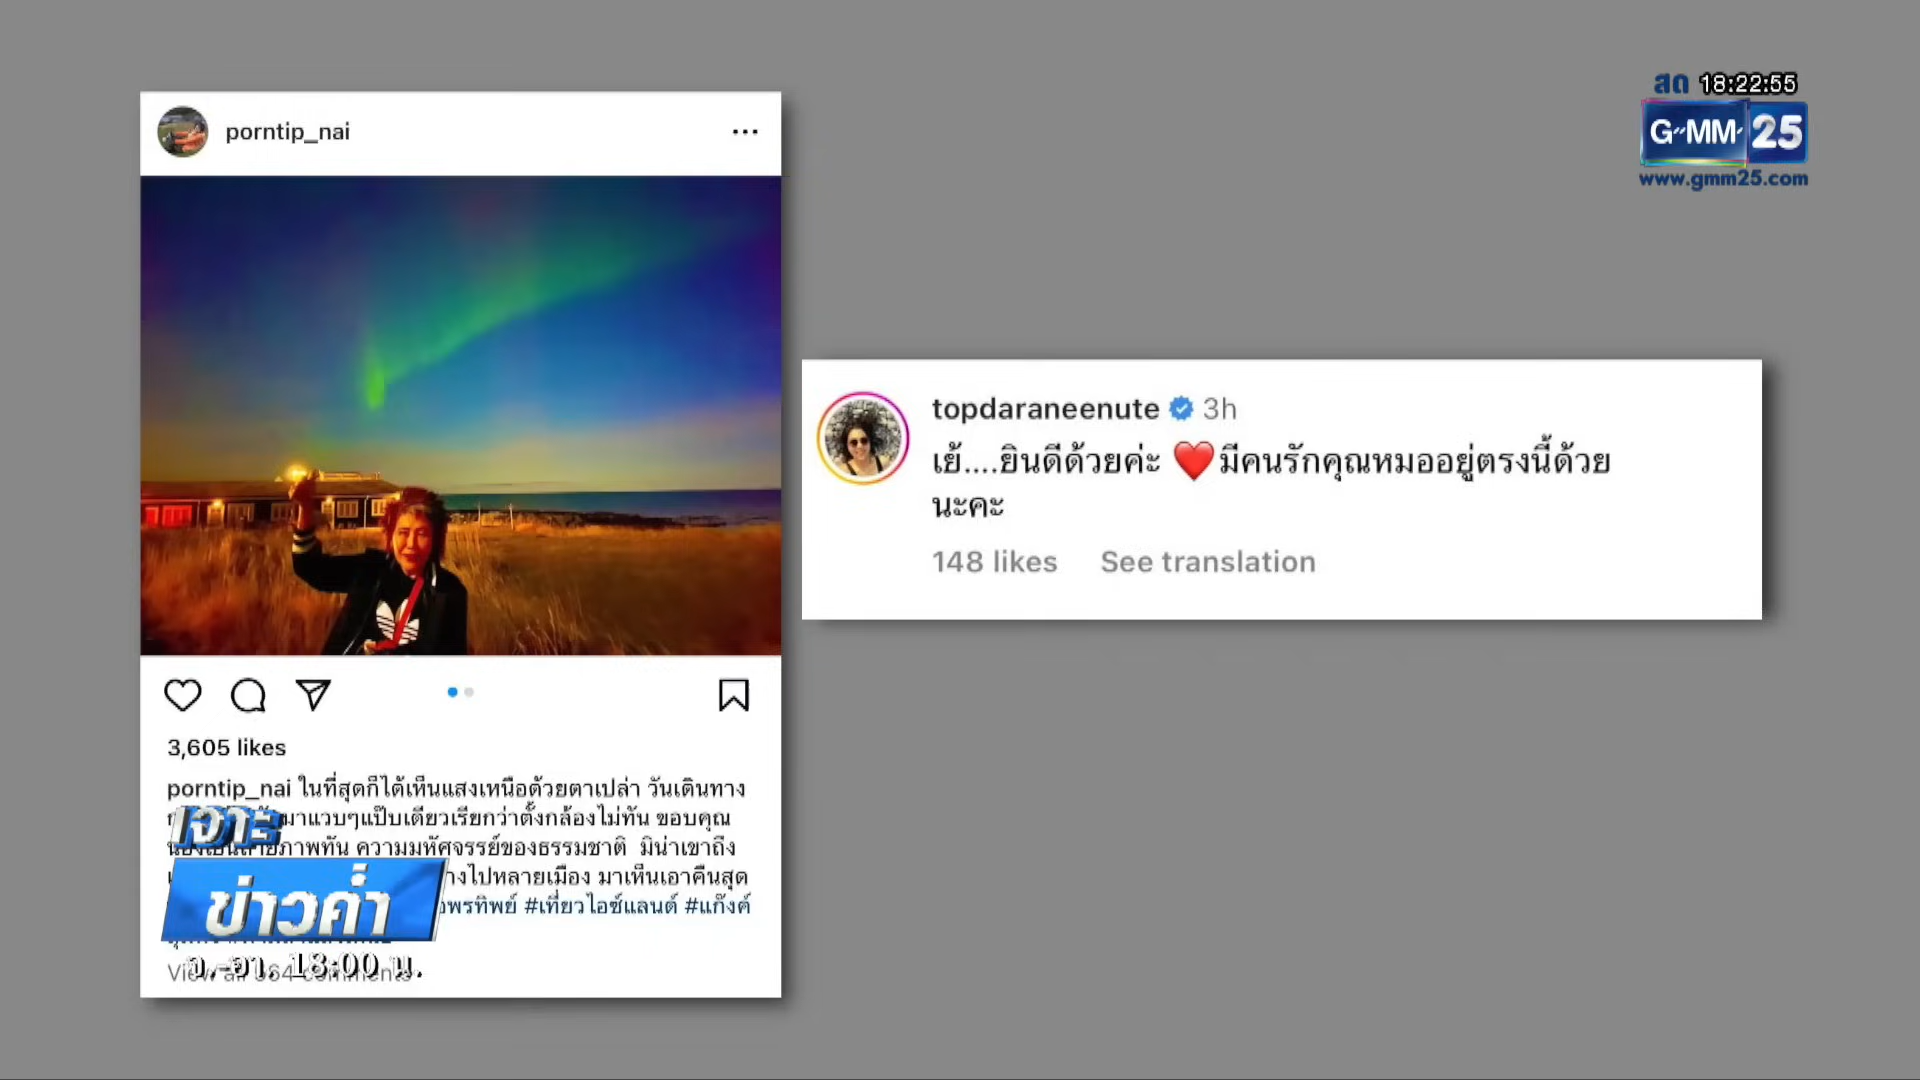 สด 18:22:55
GMM 25
www.gmm25.com
porntip_nai
topdaraneenute 3h
เย้....ยินดีด้วยค่ะ ❤️มีคนรักคุณหมออยู่ตรงนี้ด้วย
นะคะ
148 likes See translation
3,605 likes
porntip_nai ในที่สุดก็ได้เห็นแสงเหนือด้วยตาเปล่า วันเดินทาง
มาแวบๆแป๊บเดียวเรียกว่าตั้งกล้องไม่ทัน ขอบคุณ
ภาพทัน ความมหัศจรรย์ของธรรมชาติ มิน่าเขาถึง
ไปหลายเมือง มาเห็นเอาคืนสุด
พรทิพย์ #เที่ยวไอซ์แลนด์ #แก๊งค์
View all 364 comments
เจาะ
ข่าวค่ำ
จ.-อา. 18:00 น.